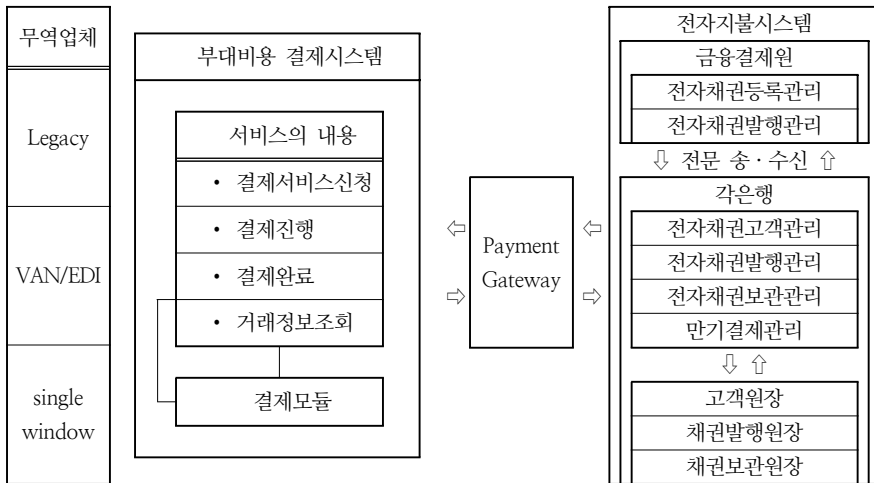 무역업체
Legacy
VAN/EDI
single
window
부대비용 결제시스템
서비스의 내용
• 결제서비스신청
• 결제진행
• 결제완료
• 거래정보조회
결제모듈
⇦
⇨
Payment
Gateway
⇦
⇨
전자지불시스템
금융결제원
전자채권등록관리
전자채권발행관리
⇩ 전문 송·수신 ⇧
각은행
전자채권고객관리
전자채권발행관리
전자채권보관관리
만기결제관리
⇩ ⇧
고객원장
채권발행원장
채권보관원장